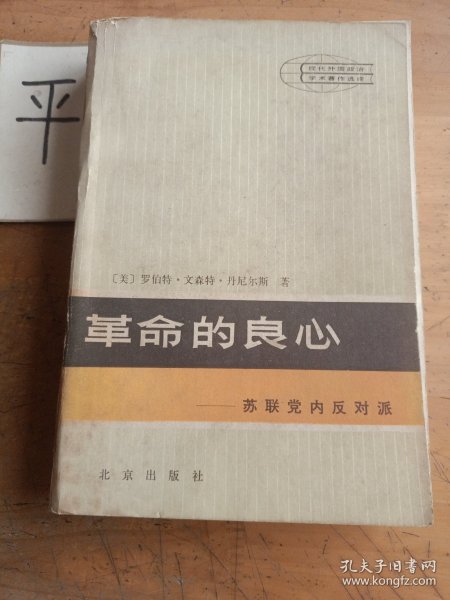 平
现代外国政治
学术著作选译
〔美〕罗伯特·文森特·丹尼尔斯 著
革命的良心
——苏联党内反对派
北京出版社
孔夫子旧书网
www.kongfz.com